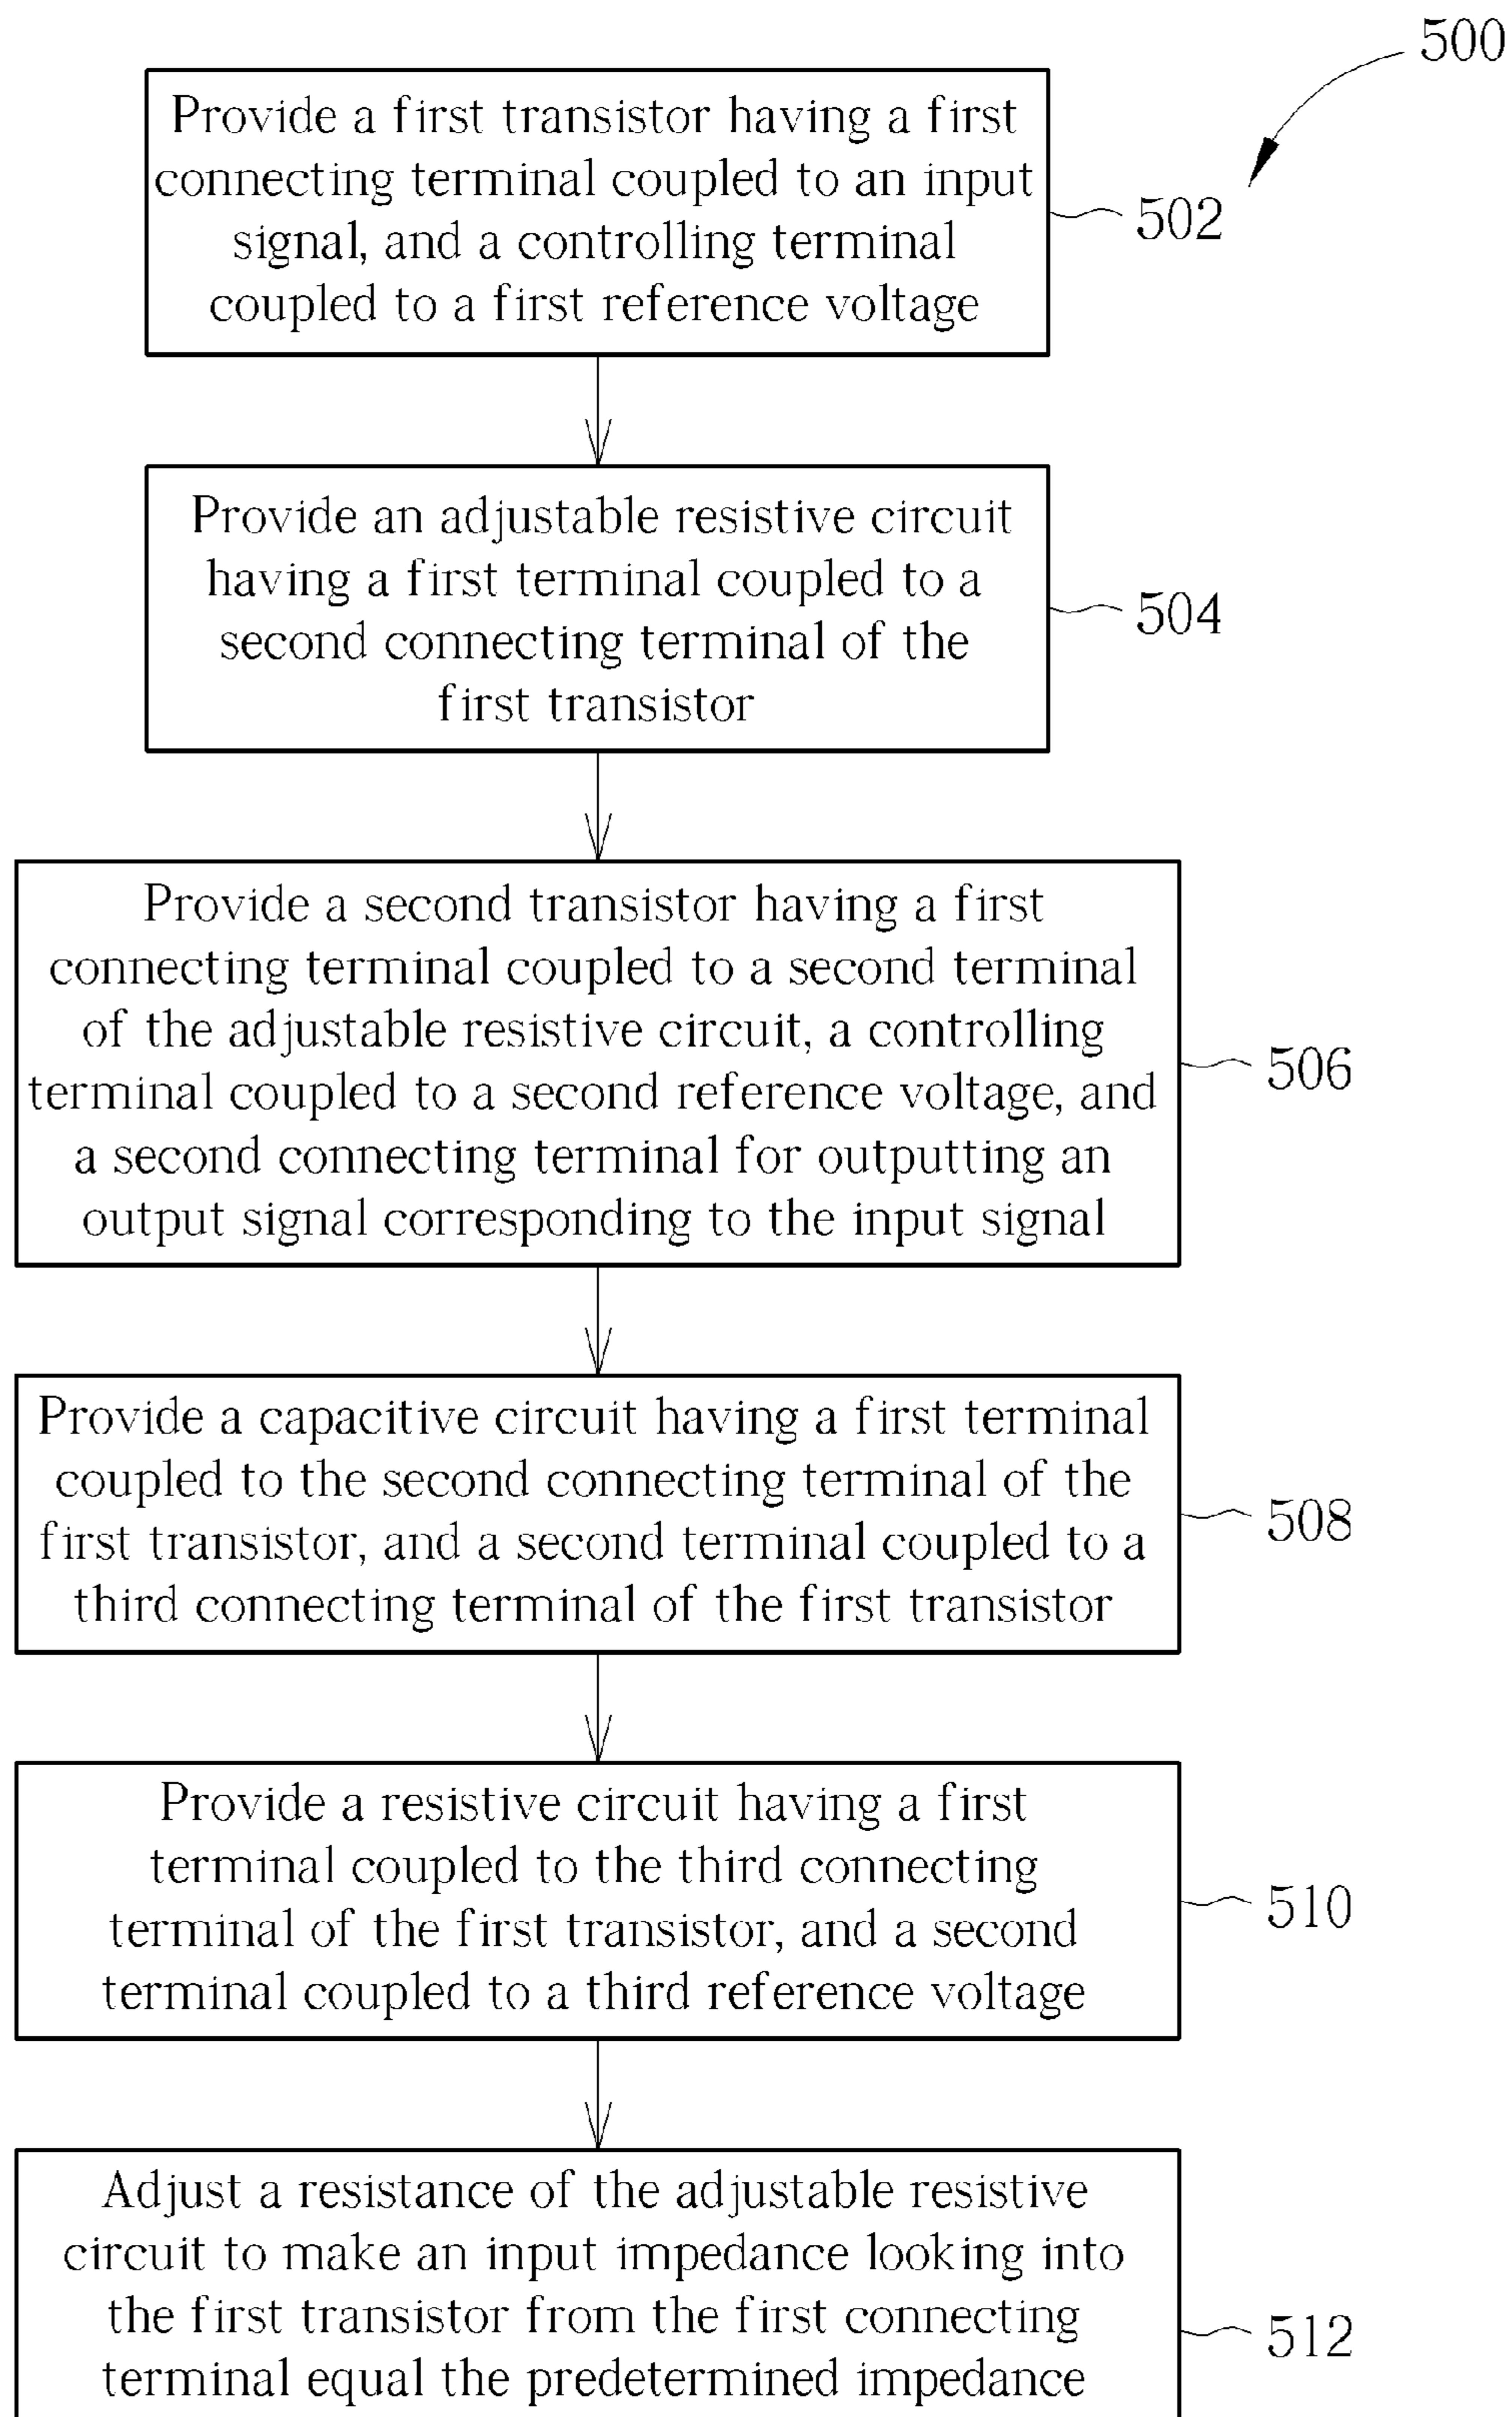 500
Provide a first transistor having a first
connecting terminal coupled to an input
signal, and a controlling terminal
coupled to a first reference voltage
502
Provide an adjustable resistive circuit
having a first terminal coupled to a
second connecting terminal of the
first transistor
504
Provide a second transistor having a first
connecting terminal coupled to a second terminal
of the adjustable resistive circuit, a controlling
terminal coupled to a second reference voltage, and
a second connecting terminal for outputting an
output signal corresponding to the input signal
506
Provide a capacitive circuit having a first terminal
coupled to the second connecting terminal of the
first transistor, and a second terminal coupled to a
third connecting terminal of the first transistor
508
Provide a resistive circuit having a first
terminal coupled to the third connecting
terminal of the first transistor, and a second
terminal coupled to a third reference voltage
510
Adjust a resistance of the adjustable resistive
circuit to make an input impedance looking into
the first transistor from the first connecting
terminal equal the predetermined impedance
512